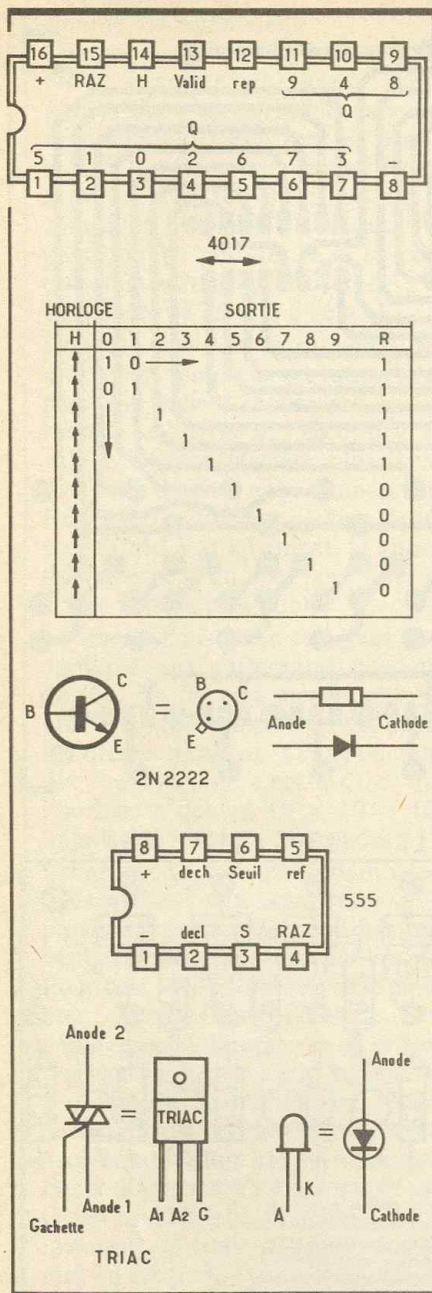 16 15 14 13 12 11 10 9
+ RAZ H Valid rep 9 4 8
Q
Q
5 1 0 2 6 7 3 -
1 2 3 4 5 6 7 8
4017
HORLOGE SORTIE
H 0 1 2 3 4 5 6 7 8 9 R
1 0 1
0 1 1
1 1
1 1
1 1
1 0
1 0
1 0
1 0
1 0
B C E = B C E
Anode Cathode
2N 2222
8 7 6 5
+ dech Seuil ref
555
- decl S RAZ
1 2 3 4
Anode 2
= TRIAC
Anode 1
Gachette
A1 A2 G
TRIAC
Anode
=
K
A
Cathode